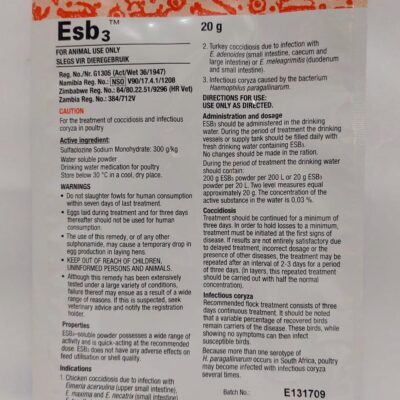 Esb₃™
FOR ANIMAL USE ONLY
SLEGS VIR DIEREGEBRUIK
Reg. No./Nr. G1305 (Act/Wet 36/1947)
Namibia Reg. No.: NS0 V90/17.4.1/1208
Zimbabwe Reg. No.: 84/80.22.51/9296 (HR Vet)
Zambia Reg. No.: 384/712V
CAUTION
For the treatment of coccidiosis and infectious
coryza in poultry
Active ingredient:
Sulfaclozine Sodium Monohydrate: 300 g/kg
Water soluble powder
Drinking water medication for poultry
Store below 30 °C in a cool, dry place.
WARNINGS
• Do not slaughter fowls for human consumption
within seven days of last treatment.
• Eggs laid during treatment and for three days
thereafter should not be used for human
consumption.
• The use of this remedy, or of any other
sulphonamide, may cause a temporary drop in
egg production in laying hens.
• KEEP OUT OF REACH OF CHILDREN,
UNINFORMED PERSONS AND ANIMALS.
• Although this remedy has been extensively
tested under a large variety of conditions,
failure thereof may ensue as a result of a wide
range of reasons. If this is suspected, seek
veterinary advice and notify the registration
holder.
Properties
ESB₃-soluble powder possesses a wide range of
activity and is quick-acting at the recommended
dose. ESB₃ does not have any adverse effects on
feed utilisation or shell quality.
Indications
1. Chicken coccidiosis due to infection with
Eimeria acervulina (upper small intestine),
E. maxima and E. necatrix (small intestine)
20 g
2. Turkey coccidiosis due to infection with
E. adenoides (small intestine, caecum and
large intestine) or E. meleagrimitis (duodenum
and small intestine).
3. Infectious coryza caused by the bacterium
Haemophilus paragallinarum.
DIRECTIONS FOR USE:
USE ONLY AS DIRECTED.
Administration and dosage
ESB₃ should be administered in the drinking
water. During the period of treatment the drinking
vessels or supply tank should be filled daily with
fresh drinking water containing ESB₃.
No changes should be made in the ration.
During the period of treatment the drinking water
should contain:
200 g ESB₃ powder per 200 L or 20 g ESB₃
powder per 20 L. Two level measures equal
approximately 20 g. The concentration of the
active substance in the water is 0,03 %.
Coccidiosis
Treatment should be continued for a minimum of
three days. In order to hold losses to a minimum,
treatment must be initiated at the first signs of
disease. If results are not entirely satisfactory due
to delayed treatment, incorrect dosage or the
presence of other diseases, the treatment may be
repeated after an interval of 2-3 days for a period
of three days. (In layers, this repeated treatment
should be carried out with half the normal
concentration).
Infectious coryza
Recommended flock treatment consists of three
days continuous treatment. It should be noted
that a variable percentage of recovered birds
remain carriers of the disease. These birds, while
showing no symptoms can then infect
susceptible birds.
Because more than one serotype of
H. paragallinarum occurs in South Africa, poultry
may become infected with infectious coryza
several times.
Batch No.: E131709